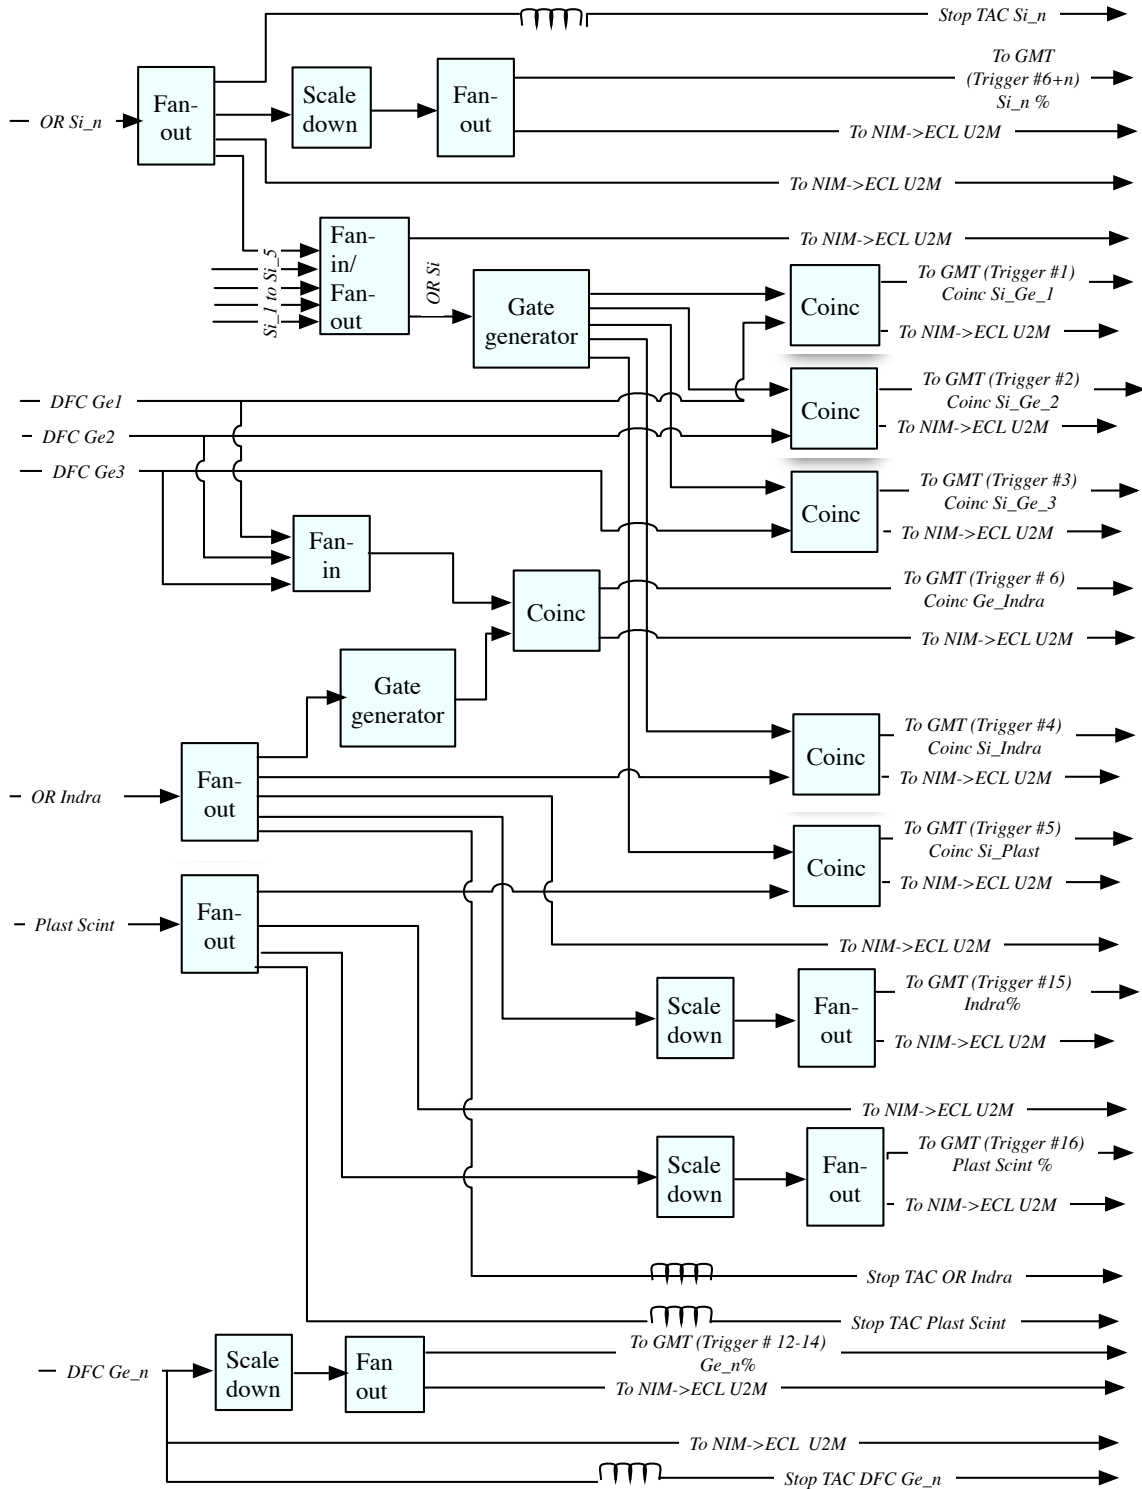 Stop TAC Si_n
To GMT
(Trigger #6+n)
Si_n %
OR Si_n
Fan-
out
Scale
down
Fan-
out
To NIM->ECL U2M
To NIM->ECL U2M
To NIM->ECL U2M
Si_1 to Si_5
Fan-
in/
Fan-
out
OR Si
Gate
generator
Coinc
To GMT (Trigger #1)
Coinc Si_Ge_1
To NIM->ECL U2M
DFC Ge1
Coinc
To GMT (Trigger #2)
Coinc Si_Ge_2
To NIM->ECL U2M
DFC Ge2
DFC Ge3
Coinc
To GMT (Trigger #3)
Coinc Si_Ge_3
To NIM->ECL U2M
Fan-
in
Coinc
To GMT (Trigger # 6)
Coinc Ge_Indra
To NIM->ECL U2M
Gate
generator
Coinc
To GMT (Trigger #4)
Coinc Si_Indra
To NIM->ECL U2M
OR Indra
Fan-
out
Coinc
To GMT (Trigger #5)
Coinc Si_Plast
To NIM->ECL U2M
Plast Scint
Fan-
out
To NIM->ECL U2M
Scale
down
Fan-
out
To GMT (Trigger #15)
Indra%
To NIM->ECL U2M
To NIM->ECL U2M
Scale
down
Fan-
out
To GMT (Trigger #16)
Plast Scint %
To NIM->ECL U2M
Stop TAC OR Indra
Stop TAC Plast Scint
DFC Ge_n
Scale
down
Fan
out
To GMT (Trigger # 12-14)
Ge_n%
To NIM->ECL U2M
To NIM->ECL  U2M
Stop TAC DFC Ge_n